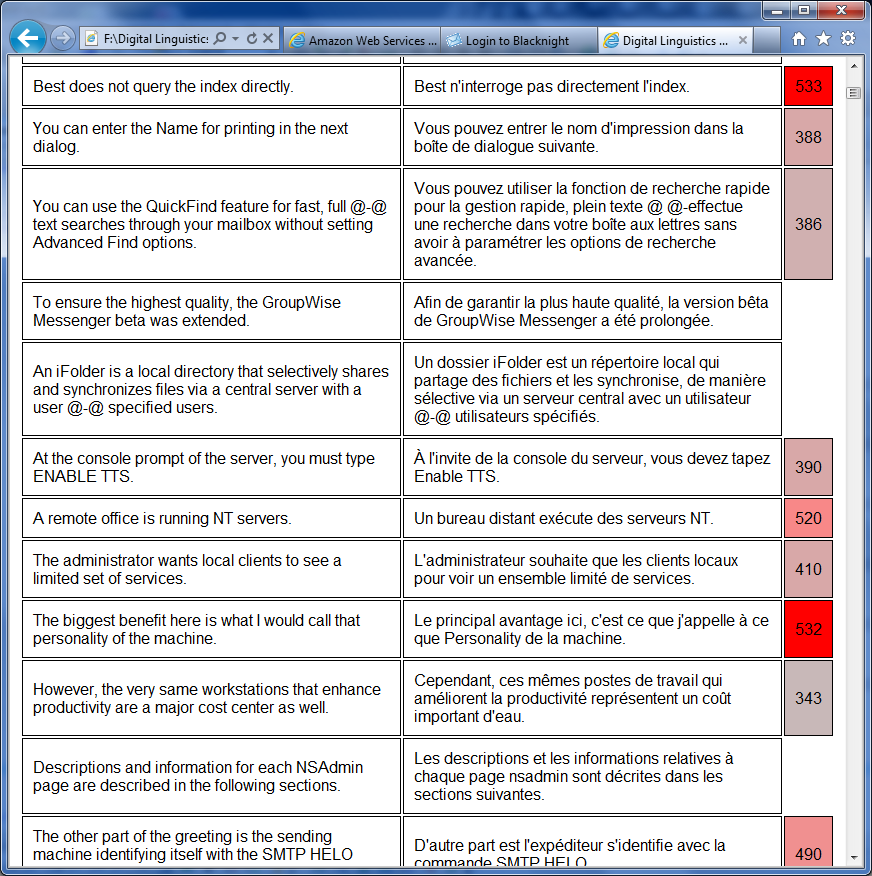 F:\Digital Linguistics
Amazon Web Services ...
Login to Blacknight
Digital Linguistics ...
Best does not query the index directly.
Best n'interroge pas directement l'index.
533
You can enter the Name for printing in the next
dialog.
Vous pouvez entrer le nom d'impression dans la
boîte de dialogue suivante.
388
You can use the QuickFind feature for fast, full @-@
text searches through your mailbox without setting
Advanced Find options.
Vous pouvez utiliser la fonction de recherche rapide
pour la gestion rapide, plein texte @ @-effectue
une recherche dans votre boîte aux lettres sans
avoir à paramétrer les options de recherche
avancée.
386
To ensure the highest quality, the GroupWise
Messenger beta was extended.
Afin de garantir la plus haute qualité, la version bêta
de GroupWise Messenger a été prolongée.
An iFolder is a local directory that selectively shares
and synchronizes files via a central server with a
user @-@ specified users.
Un dossier iFolder est un répertoire local qui
partage des fichiers et les synchronise, de manière
sélective via un serveur central avec un utilisateur
@-@ utilisateurs spécifiés.
At the console prompt of the server, you must type
ENABLE TTS.
À l'invite de la console du serveur, vous devez tapez
Enable TTS.
390
A remote office is running NT servers.
Un bureau distant exécute des serveurs NT.
520
The administrator wants local clients to see a
limited set of services.
L'administrateur souhaite que les clients locaux
pour voir un ensemble limité de services.
410
The biggest benefit here is what I would call that
personality of the machine.
Le principal avantage ici, c'est ce que j'appelle à ce
que Personality de la machine.
532
However, the very same workstations that enhance
productivity are a major cost center as well.
Cependant, ces mêmes postes de travail qui
améliorent la productivité représentent un coût
important d'eau.
343
Descriptions and information for each NSAdmin
page are described in the following sections.
Les descriptions et les informations relatives à
chaque page nsadmin sont décrites dans les
sections suivantes.
The other part of the greeting is the sending
machine identifying itself with the SMTP HELO
D'autre part est l'expéditeur s'identifie avec la
commande SMTP HELO
490